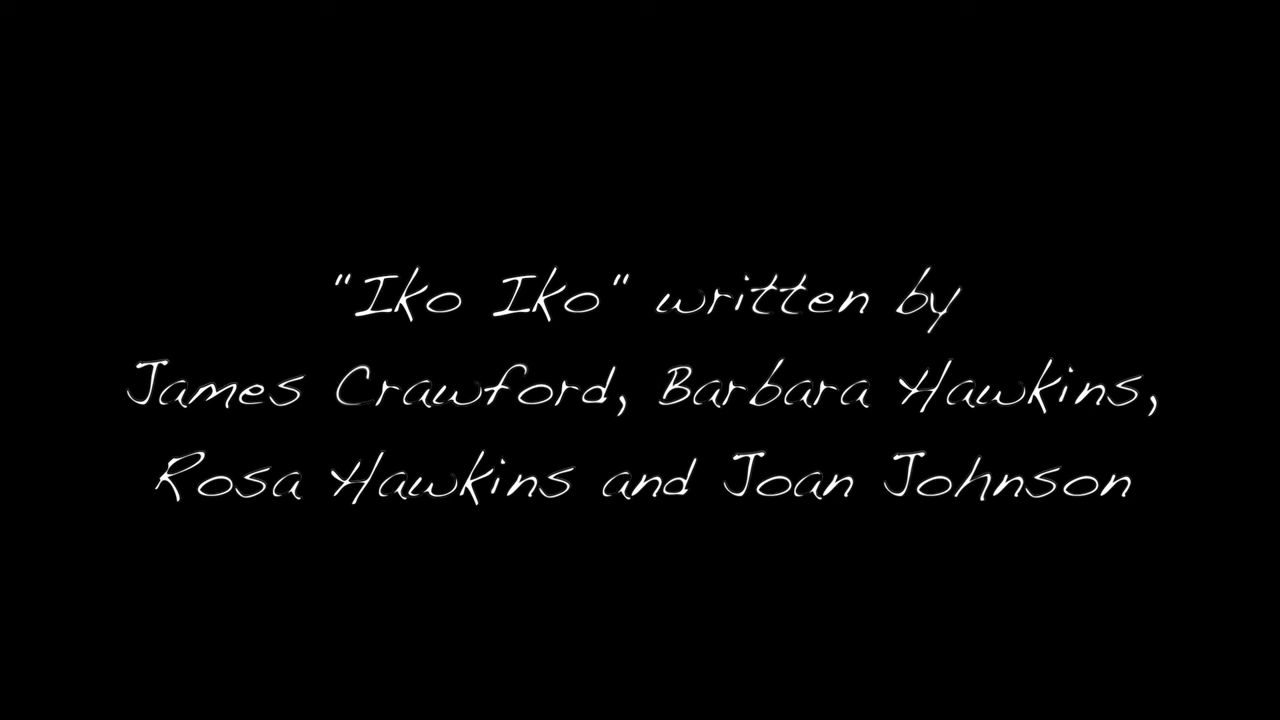 "Iko Iko" written by
James Crawford, Barbara Hawkins,
Rosa Hawkins and Joan Johnson